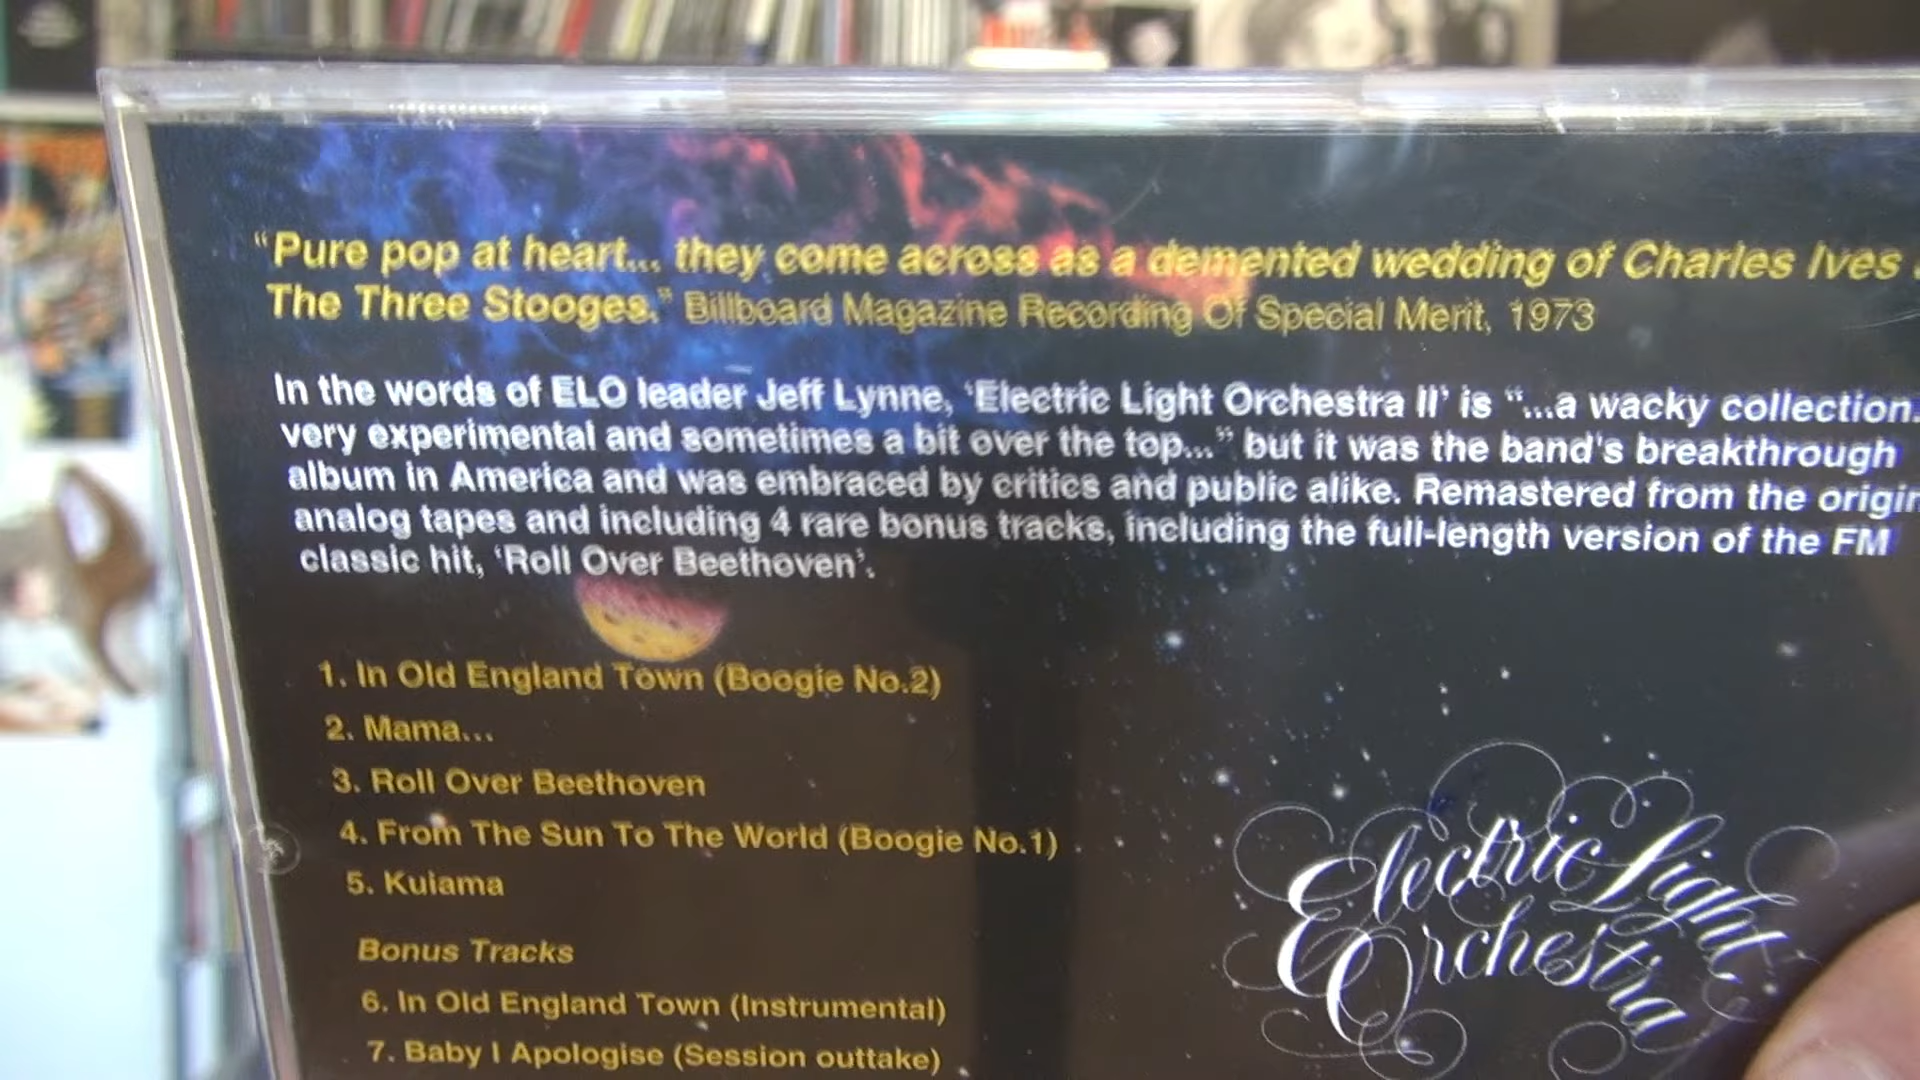 “Pure pop at heart... they come across as a demented wedding of Charles Ives
The Three Stooges.” Billboard Magazine Recording Of Special Merit, 1973
In the words of ELO leader Jeff Lynne, ‘Electric Light Orchestra II’ is “...a wacky collection.
very experimental and sometimes a bit over the top...” but it was the band's breakthrough
album in America and was embraced by critics and public alike. Remastered from the origin
analog tapes and including 4 rare bonus tracks, including the full-length version of the FM
classic hit, ‘Roll Over Beethoven’.
1. In Old England Town (Boogie No.2)
2. Mama...
3. Roll Over Beethoven
4. From The Sun To The World (Boogie No.1)
5. Kuiama
Bonus Tracks
6. In Old England Town (Instrumental)
7. Baby I Apologise (Session outtake)
Electric Light
Orchestra